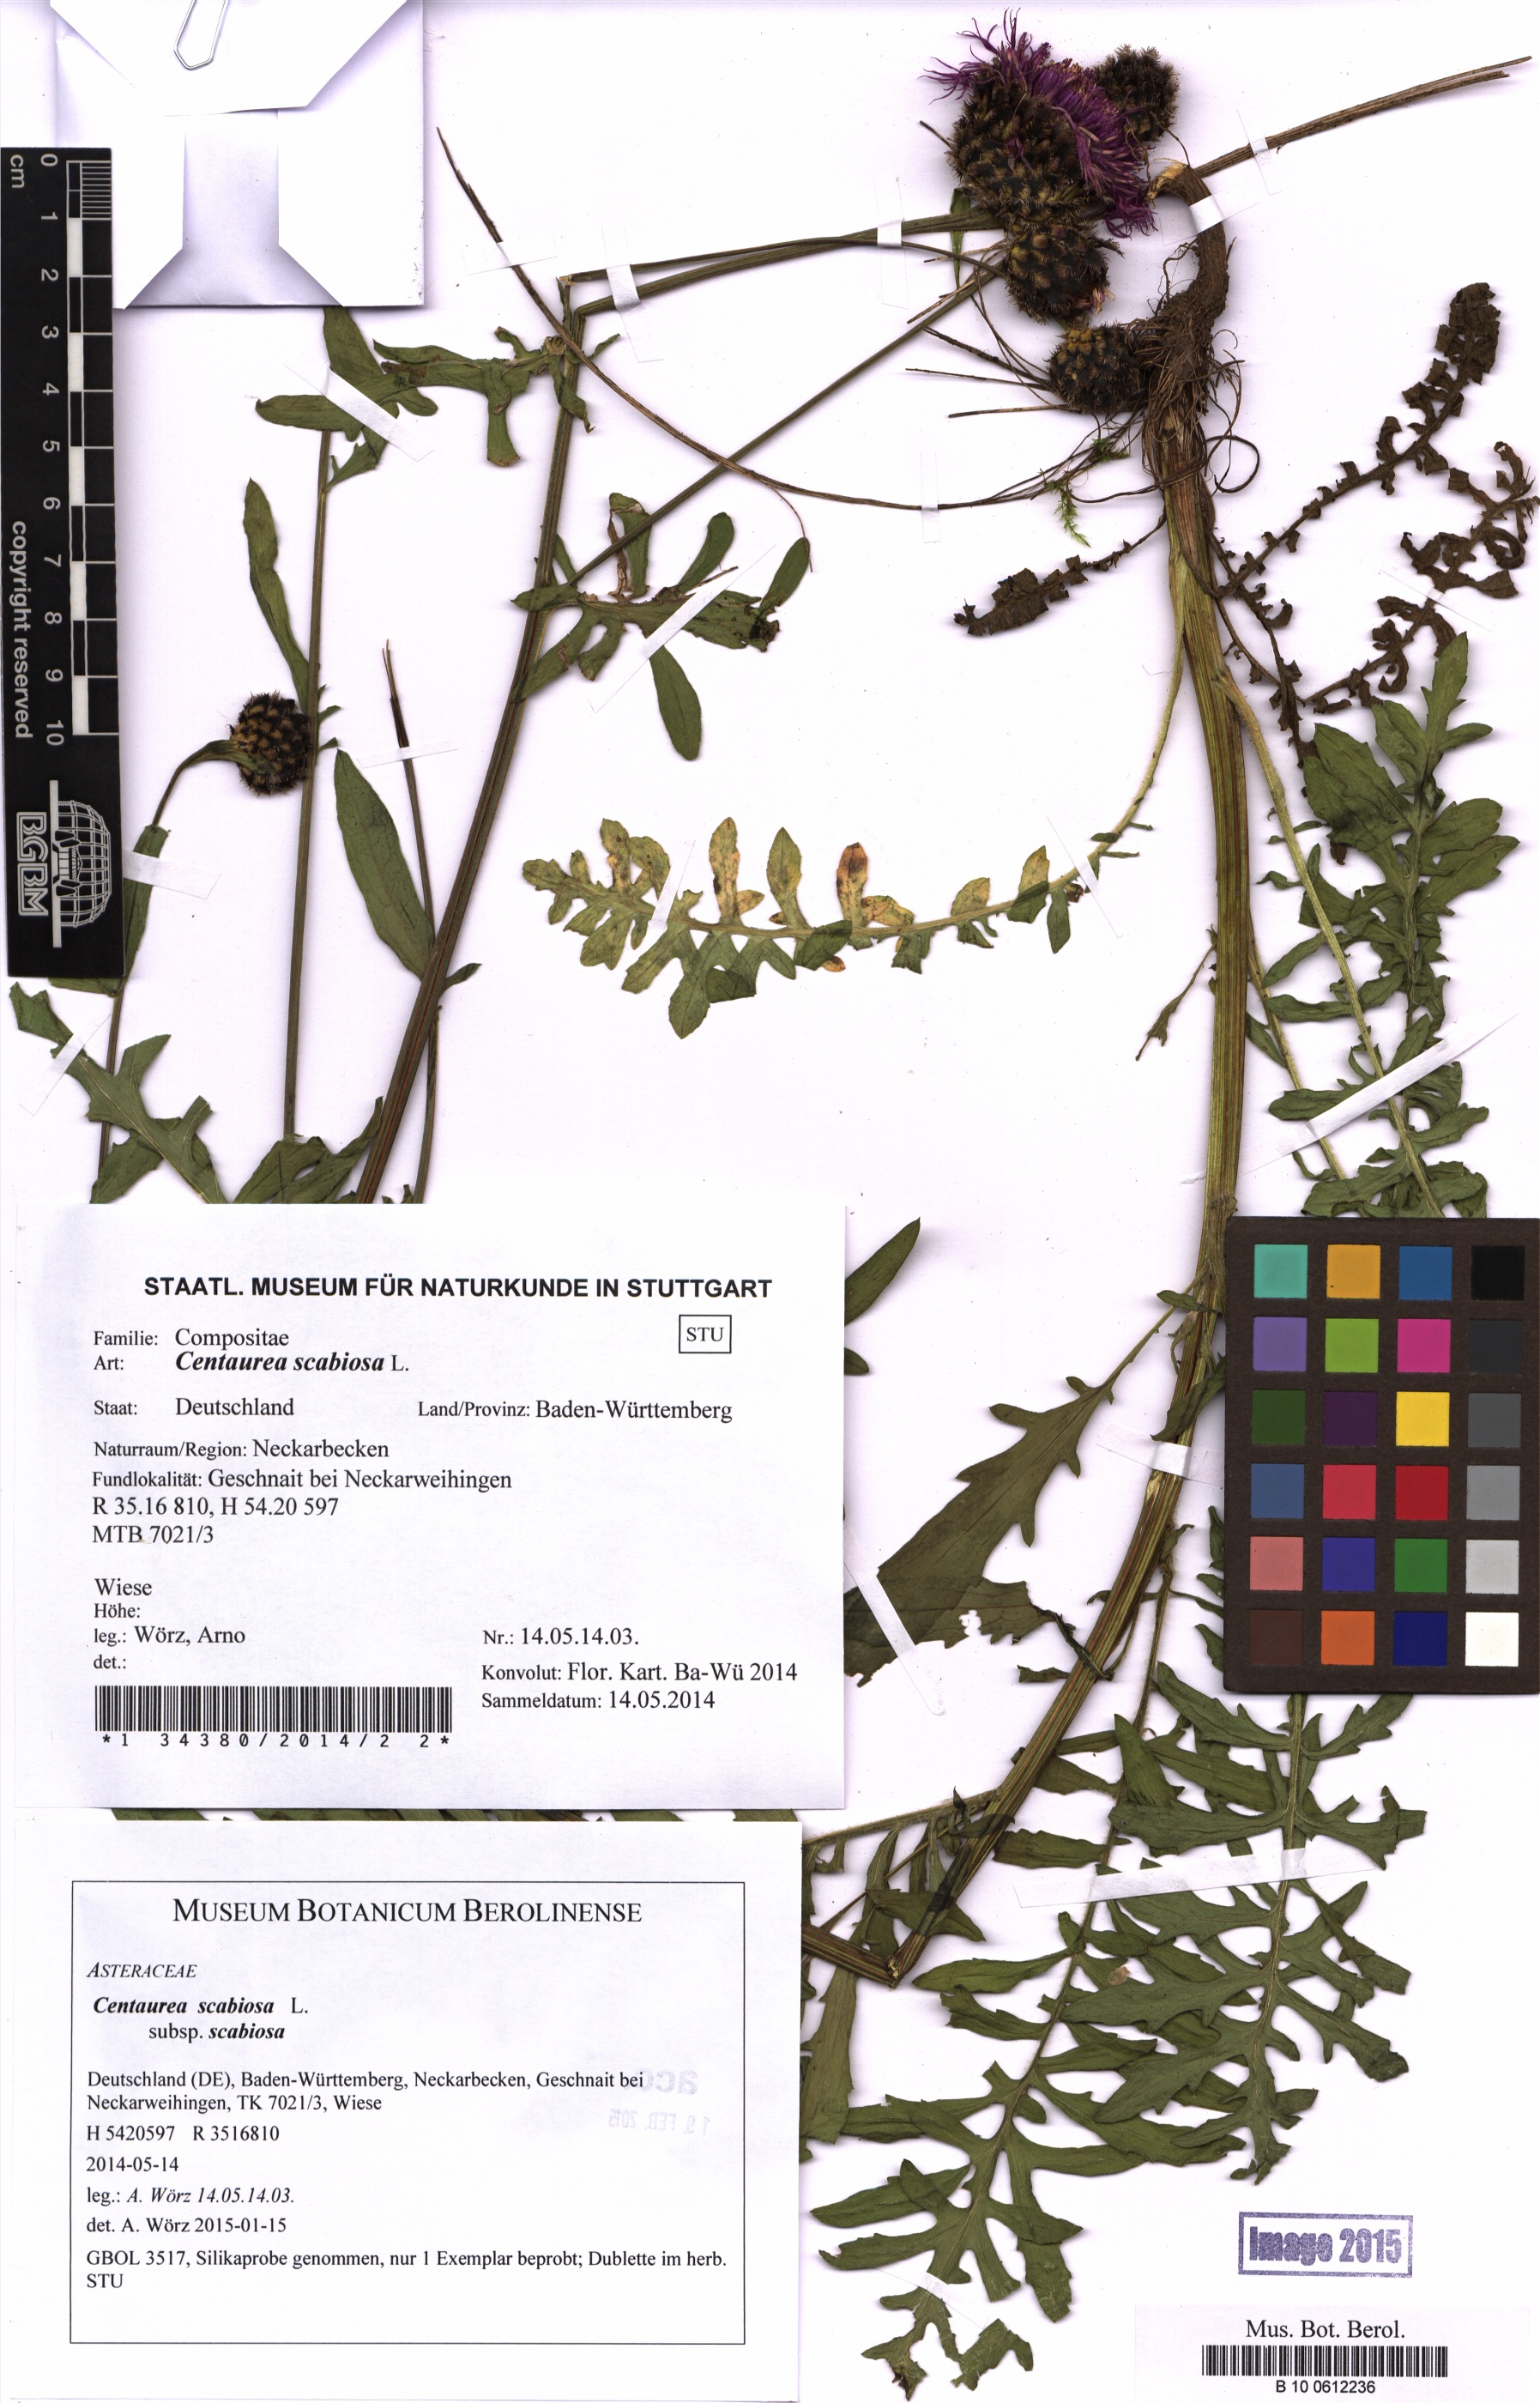 cm
0
1
2
3
4
5
6
7
8
9
10
copyright reserved
BGBM
STAATL. MUSEUM FÜR NATURKUNDE IN STUTTGART
STU
Familie: Compositae
Art: Centaurea scabiosa L.
Staat: Deutschland Land/Provinz: Baden-Württemberg
Naturraum/Region: Neckarbecken
Fundlokalität: Geschnait bei Neckarweihingen
R 35.16 810, H 54.20 597
MTB 7021/3
Wiese
Höhe:
leg.: Wörz, Arno Nr.: 14.05.14.03.
det.: Konvolut: Flor. Kart. Ba-Wü 2014
Sammeldatum: 14.05.2014
*1 34380/2014/2 2*
MUSEUM BOTANICUM BEROLINENSE
ASTERACEAE
Centaurea scabiosa L.
subsp. scabiosa
Deutschland (DE), Baden-Württemberg, Neckarbecken, Geschnait bei
Neckarweihingen, TK 7021/3, Wiese
H 5420597 R 3516810
2014-05-14
leg.: A. Wörz 14.05.14.03.
det. A. Wörz 2015-01-15
GBOL 3517, Silikaprobe genommen, nur 1 Exemplar beprobt; Dublette im herb.
STU
19. FEB. 2015
Image 2015
Mus. Bot. Berol.
B 10 0612236